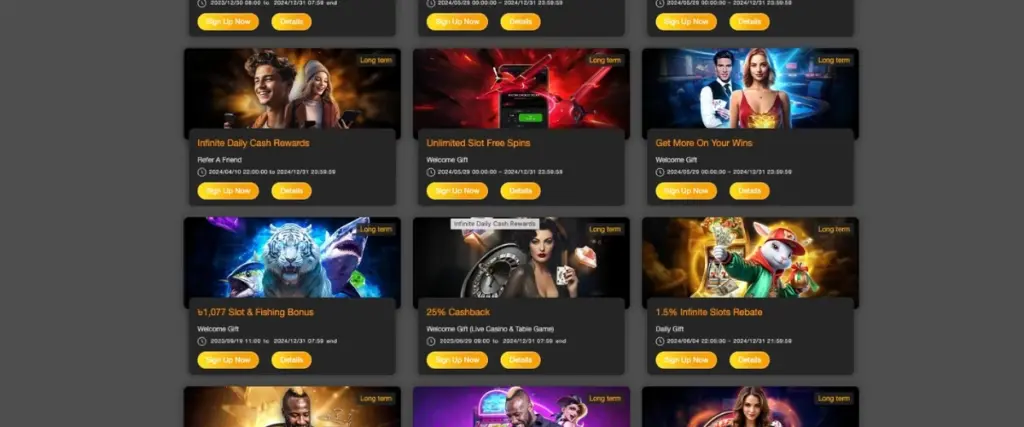 2023/12/30 08:00 to 2024/12/31 07:59 end
2024/05/29 00:00:00 ~ 2024/12/31 23:59:59
2024/05/29 00:00:00 ~ 2024/12/31 23:59:59
Sign Up Now Details
Sign Up Now Details
Sign Up Now Details
Long term
Infinite Daily Cash Rewards
Refer A Friend
2024/04/10 22:00:00 to 2024/12/31 23:59:59
Sign Up Now Details
Long term
Unlimited Slot Free Spins
Welcome Gift
2024/05/29 00:00:00 ~ 2024/12/31 23:59:59
Sign Up Now Details
Long term
Get More On Your Wins
Welcome Gift
2024/05/29 00:00:00 ~ 2024/12/31 23:59:59
Sign Up Now Details
Long term
৳1,077 Slot & Fishing Bonus
Welcome Gift
2023/09/19 11:00 to 2024/12/31 07:59 end
Sign Up Now Details
Infinite Daily Cash Rewards
Long term
25% Cashback
Welcome Gift (Live Casino & Table Game)
2023/09/29 09:00 to 2024/12/31 07:59 end
Sign Up Now Details
Long term
1.5% Infinite Slots Rebate
Daily Gift
2024/06/04 22:05:00 ~ 2024/12/31 21:59:59
Sign Up Now Details
Long term
Long term
Long term